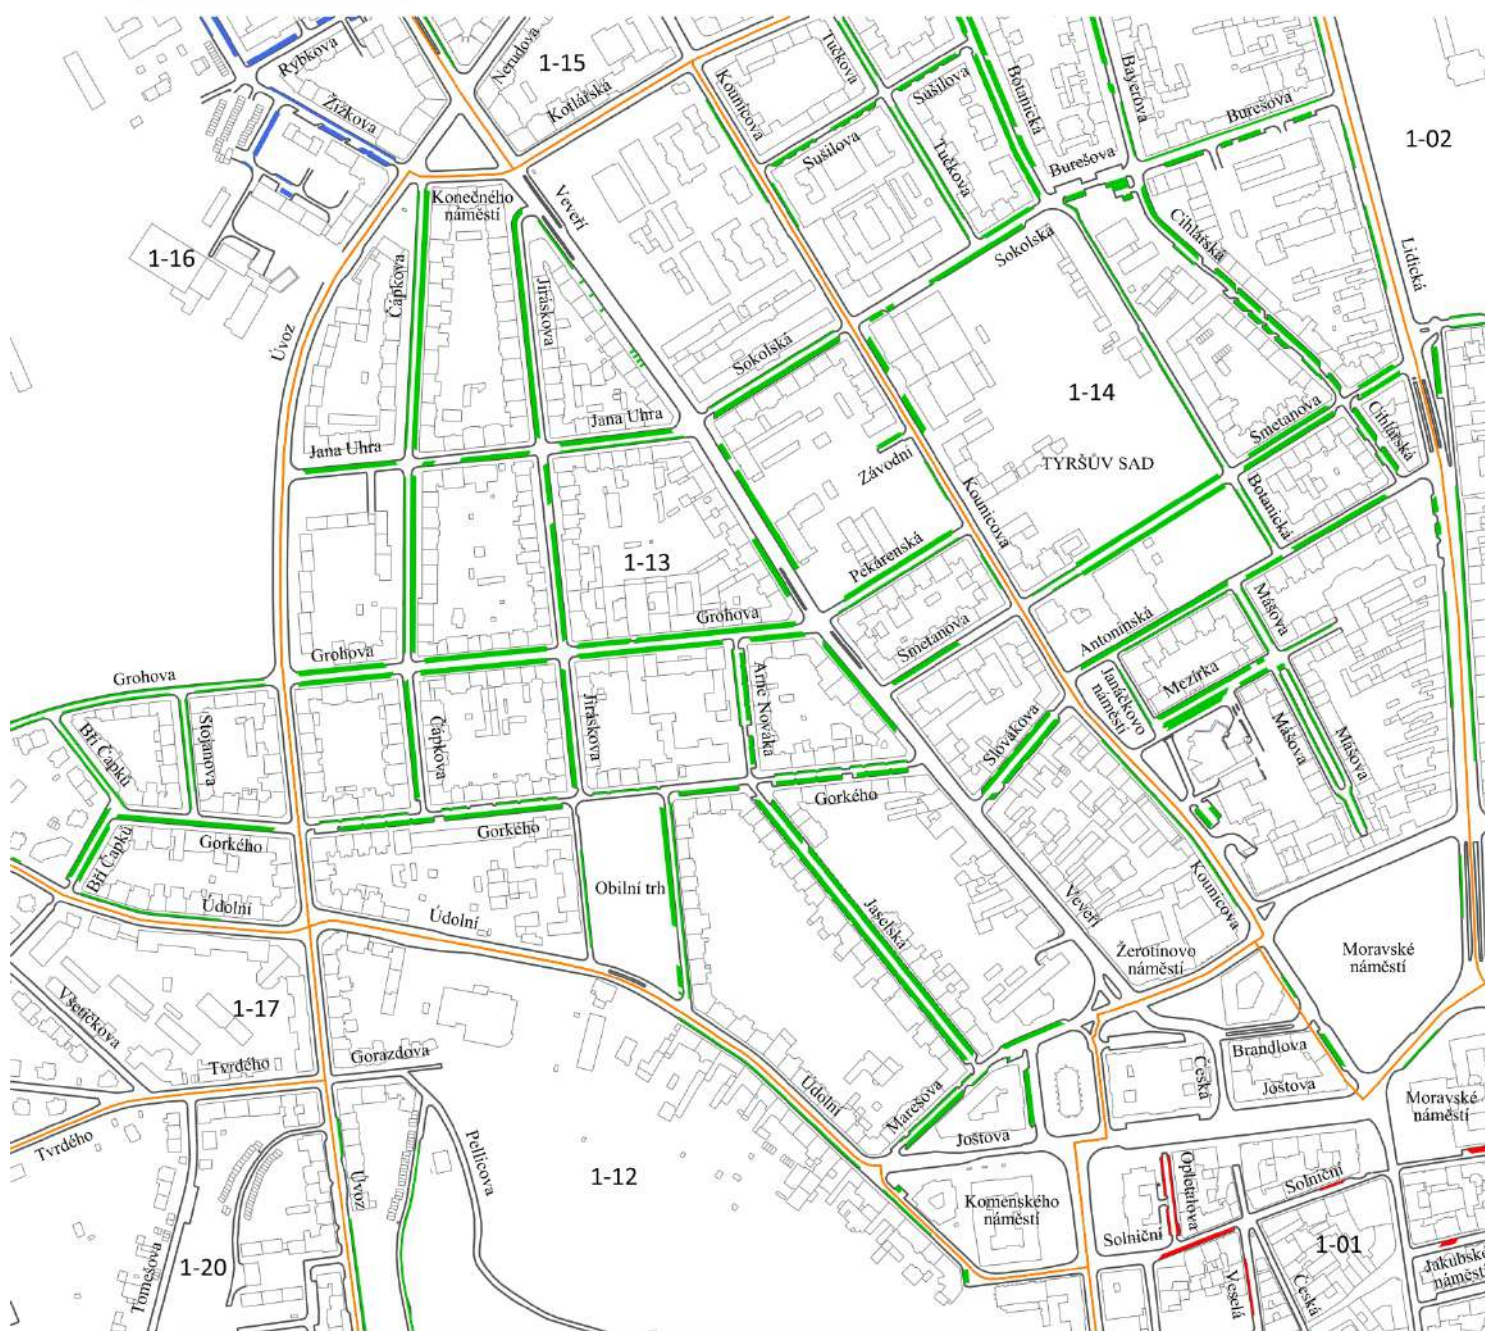 Rybkova
Nerudova
1-15
Tučkova
Kounicova
Sušilova
Botanická
Bayerova
Burešova
Kotlářská
Žižkova
1-02
Sušilova
Tučkova
Burešova
Konečného
náměstí
Veveří
Cihlářská
Sokolská
Lidická
1-16
Čapkova
Jiráskova
Úvoz
Sokolská
1-14
Jana Uhra
Jana Uhra
Smetanova
Cihlářská
Závodní
TYRŠŮV SAD
Kounicova
Botanická
1-13
Pekárenská
Grohova
Smetanova
Antonínská
Mášova
Grohova
Grohova
Stojanova
Bří Čapků
Čápkova
Jiráskova
Arne Nováka
Slovákova
Janáčkovo
náměstí
Mezírka
Mášova
Mášova
Gorkého
Gorkého
Gorkého
Bří Čapků
Údolní
Údolní
Obilní trh
Jaselská
Veveří
Kounicova
Žerotínovo
náměstí
Moravské
náměstí
Všetičkova
1-17
Tvrdého
Gorazdova
Brandlova
Česká
Joštova
Moravské
náměstí
Údolní
Marešova
Joštova
Tvrdého
Pellicova
Úvoz
1-12
Komenského
náměstí
Opletalova
Solniční
Solniční
1-01
Tomešova
1-20
Veselá
Česká
Jakubské
náměstí